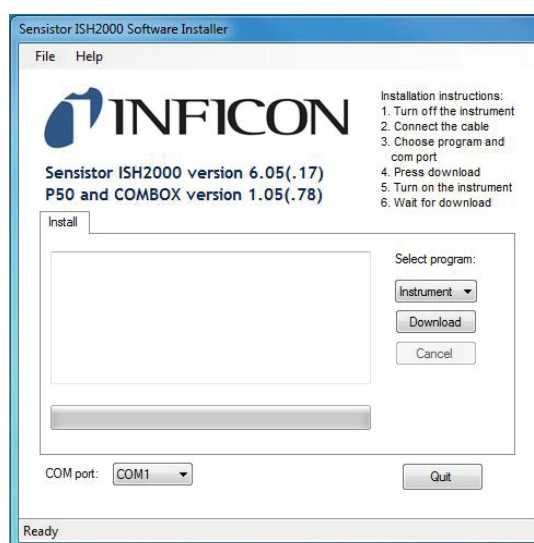 Sensistor ISH2000 Software Installer
File Help
INFICON
Sensistor ISH2000 version 6.05(.17)
P50 and COMBOX version 1.05(.78)
Installation instructions:
1. Turn off the instrument
2. Connect the cable
3. Choose program and
com port
4. Press download
5. Turn on the instrument
6. Wait for download
Install
Select program:
Instrument
Download
Cancel
COM port: COM1
Quit
Ready